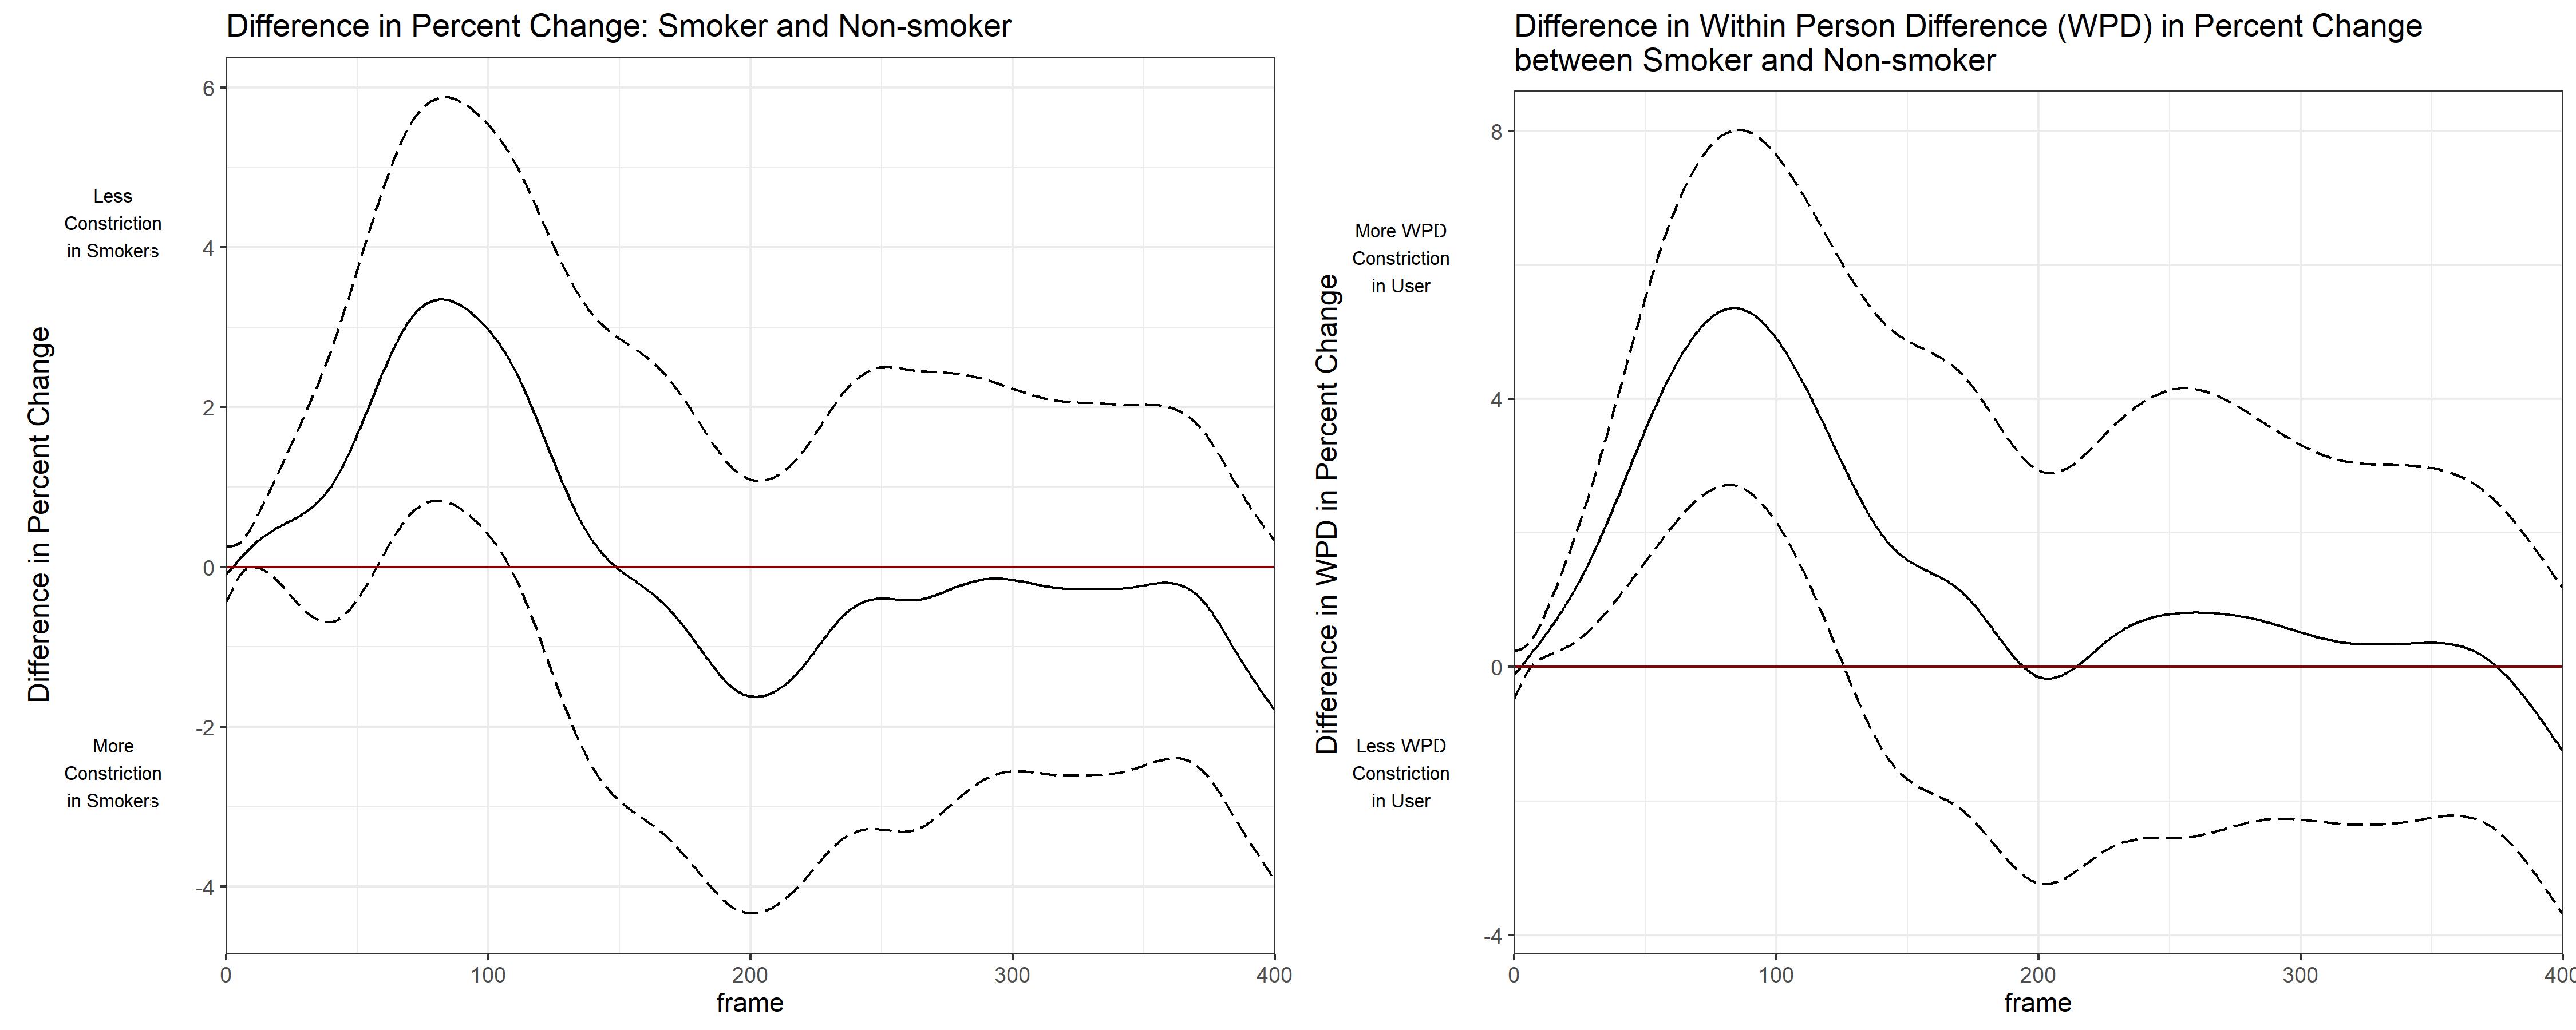 Difference in Percent Change: Smoker and Non-smoker
Less
Constriction
in Smokers
More
Constriction
in Smokers
Difference in Percent Change
6
4
2
0
-2
-4
0
100
200
300
400
frame
Difference in Within Person Difference (WPD) in Percent Change
between Smoker and Non-smoker
More WPD
Constriction
in User
Less WPD
Constriction
in User
Difference in WPD in Percent Change
8
4
0
-4
0
100
200
300
400
frame